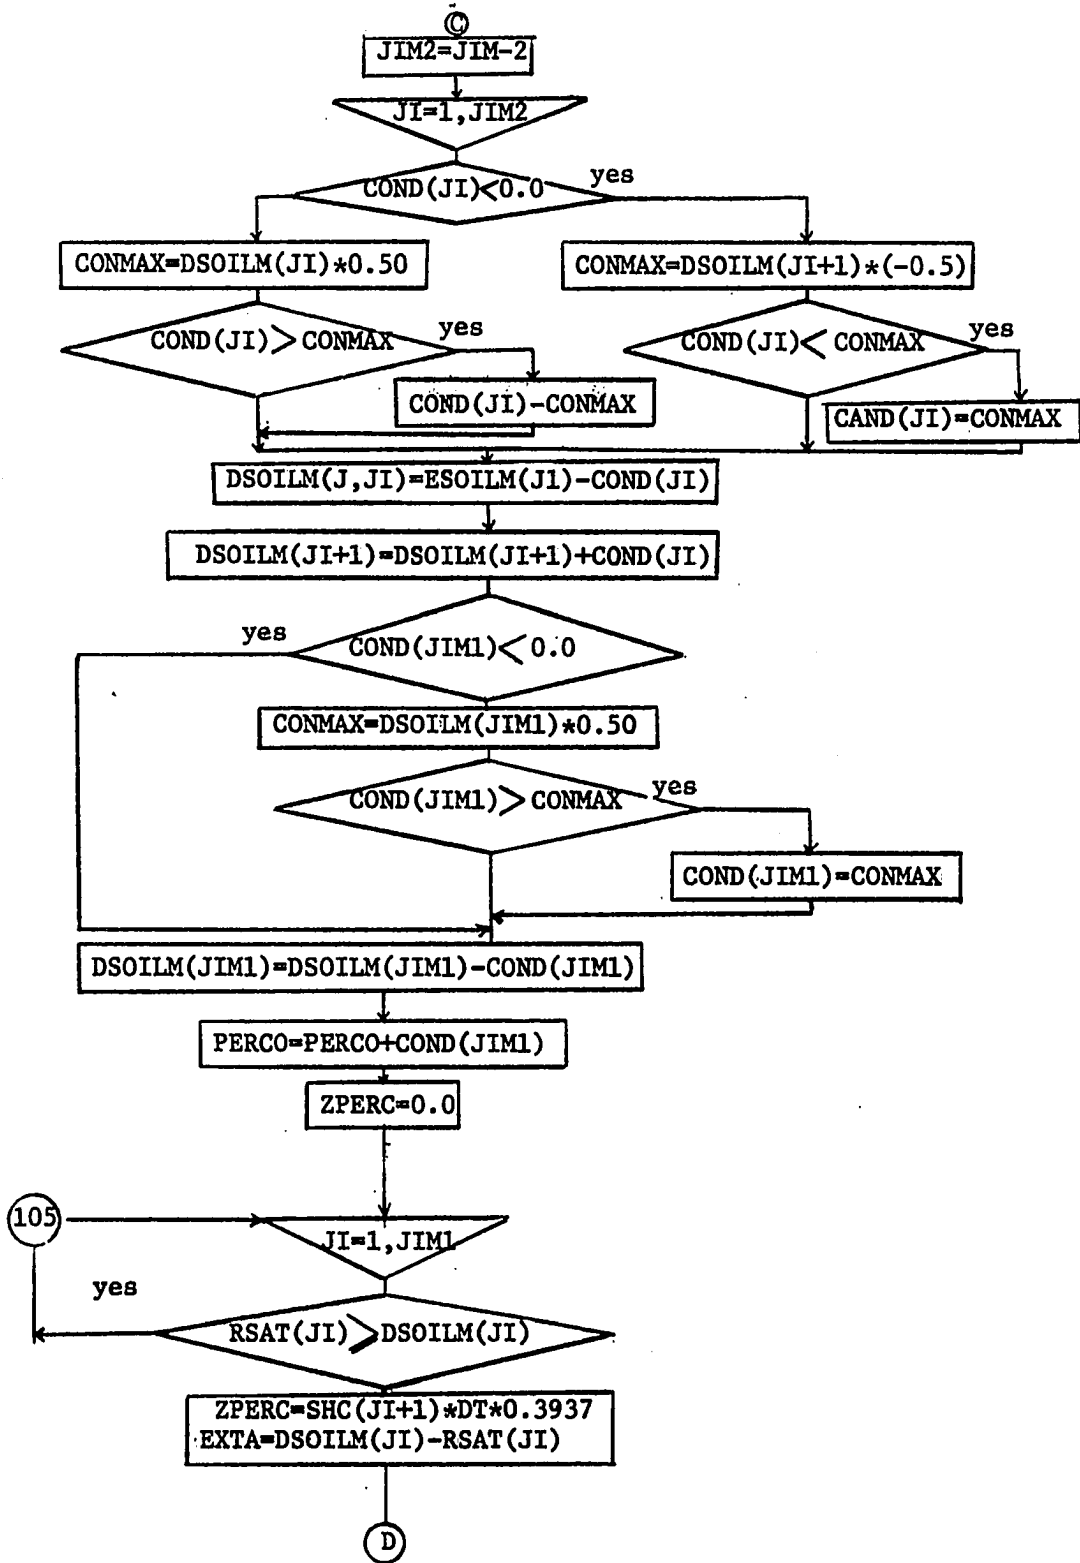 C
JIM2=JIM-2
JI=1,JIM2
COND(JI)<0.0
yes
CONMAX=DSOILM(JI)*0.50
CONMAX=DSOILM(JI+1)*(-0.5)
COND(JI)>CONMAX
yes
COND(JI)<CONMAX
yes
COND(JI)-CONMAX
CAND(JI)=CONMAX
DSOILM(J,JI)=ESOILM(J1)-COND(JI)
DSOILM(JI+1)=DSOILM(JI+1)+COND(JI)
yes
COND(JIM1)<0.0
CONMAX=DSOILM(JIM1)*0.50
COND(JIM1)>CONMAX
yes
COND(JIM1)=CONMAX
DSOILM(JIM1)=DSOILM(JIM1)-COND(JIM1)
PERCO=PERCO+COND(JIM1)
ZPERC=0.0
105
JI=1,JIM1
yes
RSAT(JI)>DSOILM(JI)
ZPERC=SHC(JI+1)*DT*0.3937
EXTA=DSOILM(JI)-RSAT(JI)
D